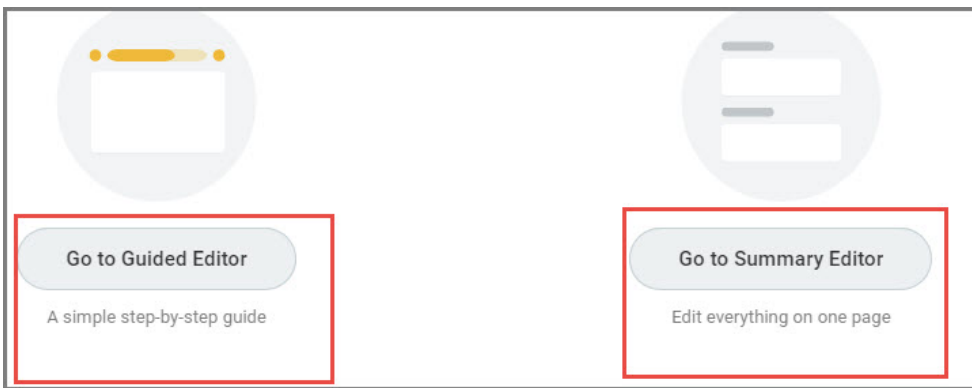 Go to Guided Editor
A simple step-by-step guide
Go to Summary Editor
Edit everything on one page